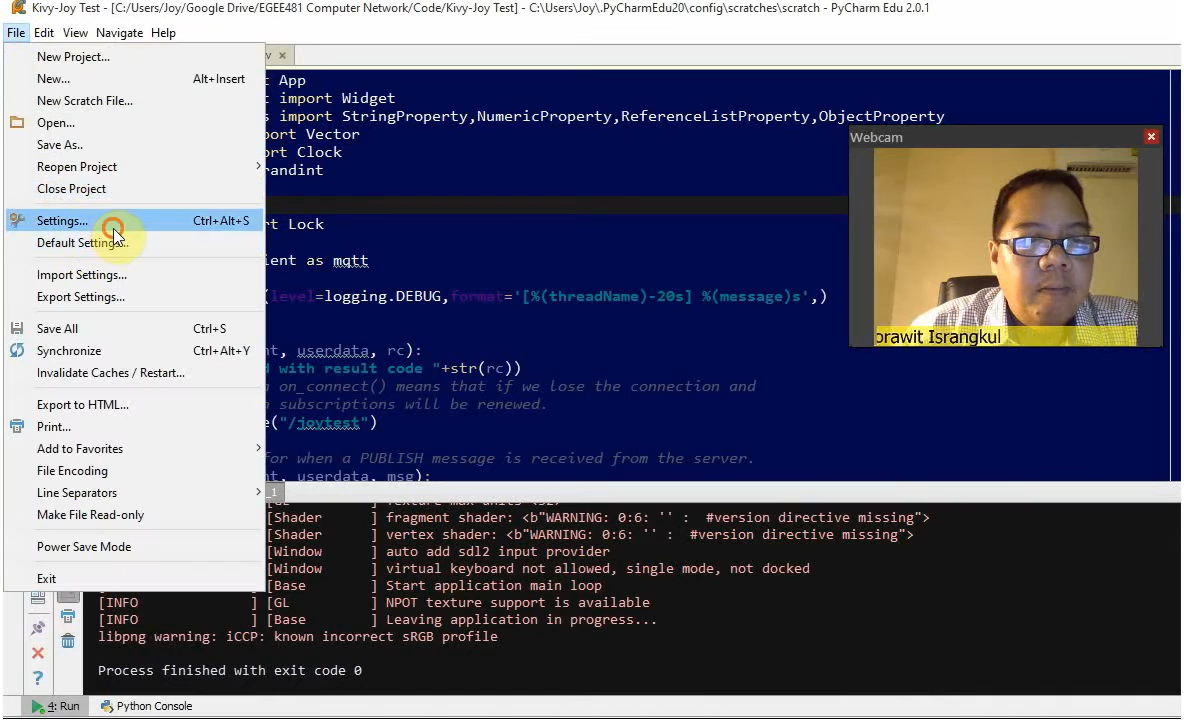 Kivy-Joy Test - [C:/Users/Joy/Google Drive/EGEE481 Computer Network/Code/Kivy-Joy Test] - C:\Users\Joy\.PyCharmEdu20\config\scratches\scratch - PyCharm Edu 2.0.1
File Edit View Navigate Help
New Project...
New... Alt+Insert
New Scratch File...
Open...
Save As..
Reopen Project
Close Project
Settings... Ctrl+Alt+S
Default Settings...
Import Settings...
Export Settings...
Save All Ctrl+S
Synchronize Ctrl+Alt+Y
Invalidate Caches / Restart...
Export to HTML...
Print...
Add to Favorites
File Encoding
Line Separators
Make File Read-only
Power Save Mode
Exit
t App
t import Widget
s import StringProperty,NumericProperty,ReferenceListProperty,ObjectProperty
port Vector
ort Clock
randint
rt Lock
ient as mqtt
(level=logging.DEBUG,format='[%(threadName)-20s] %(message)s',)
nt, userdata, rc):
d with result code "+str(rc))
n on_connect() means that if we lose the connection and
n subscriptions will be renewed.
e("/joytest")
for when a PUBLISH message is received from the server.
nt, userdata, msg):
Webcam
orawit Israngkul
_1
[Shader ] fragment shader: <b"WARNING: 0:6: '' : #version directive missing">
[Shader ] vertex shader: <b"WARNING: 0:6: '' : #version directive missing">
[Window ] auto add sdl2 input provider
[Window ] virtual keyboard not allowed, single mode, not docked
[Base ] Start application main loop
[INFO ] [GL ] NPOT texture support is available
[INFO ] [Base ] Leaving application in progress...
libpng warning: iCCP: known incorrect sRGB profile
Process finished with exit code 0
4: Run Python Console